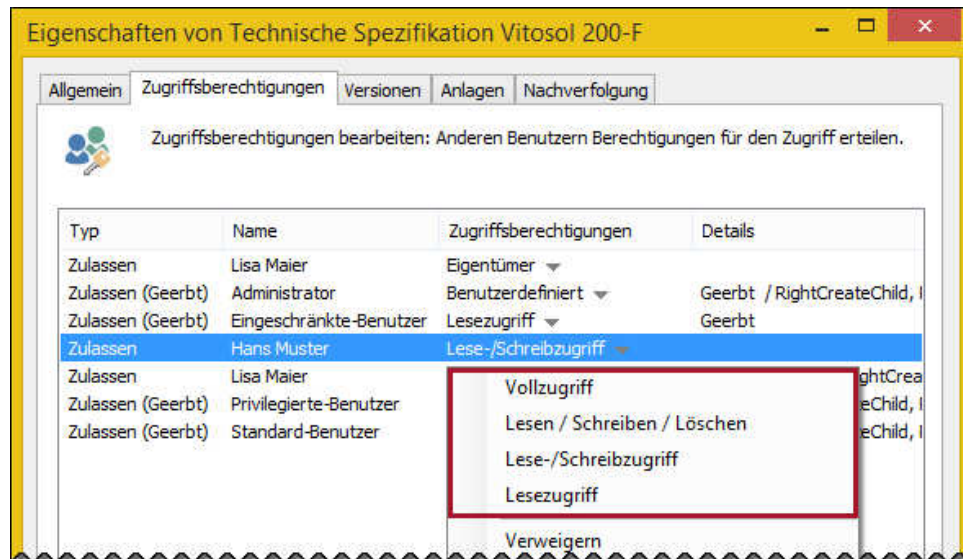 Eigenschaften von Technische Spezifikation Vitosol 200-F
Allgemein Zugriffsberechtigungen Versionen Anlagen Nachverfolgung
Zugriffsberechtigungen bearbeiten: Anderen Benutzern Berechtigungen für den Zugriff erteilen.
Typ Name Zugriffsberechtigungen Details
Zulassen Lisa Maier Eigentümer
Zulassen (Geerbt) Administrator Benutzerdefiniert Geerbt / RightCreateChild,
Zulassen (Geerbt) Eingeschränkte-Benutzer Lesezugriff Geerbt
Zulassen Hans Muster Lese-/Schreibzugriff
Zulassen Lisa Maier ghtCrea
Zulassen (Geerbt) Privilegierte-Benutzer eChild,
Zulassen (Geerbt) Standard-Benutzer eChild,
Vollzugriff
Lesen / Schreiben / Löschen
Lese-/Schreibzugriff
Lesezugriff
Verweigern